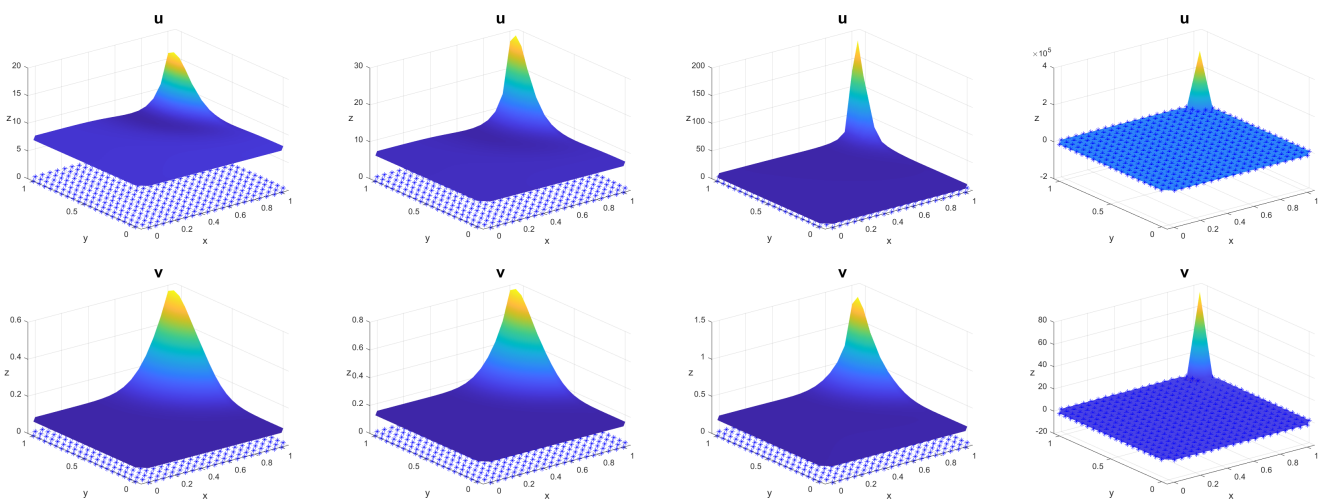 u u u u
20 30 200 ×10⁵
15 20 150 4
z 10 z z 100 z 2
5 10 50 0
0 0 0 -2
1 1 1 1
0.5 0.5 0.5 0.5
0 0 0 0
y y y y
0 0.2 0.4 0.6 0.8 1 0 0.2 0.4 0.6 0.8 1 0 0.2 0.4 0.6 0.8 1 0 0.2 0.4 0.6 0.8 1
x x x x
v v v v
0.6 0.8 1.5 80
0.4 0.6 1 60
z z 0.4 z z 40
0.2 0.2 0.5 20
0 0 0 0
-20
1 1 1 1
0.5 0.5 0.5 0.5
0 0 0 0
y y y y
0 0.2 0.4 0.6 0.8 1 0 0.2 0.4 0.6 0.8 1 0 0.2 0.4 0.6 0.8 1 0 0.2 0.4 0.6 0.8 1
x x x x